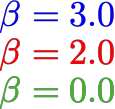 β = 3.0
β = 2.0
β = 0.0